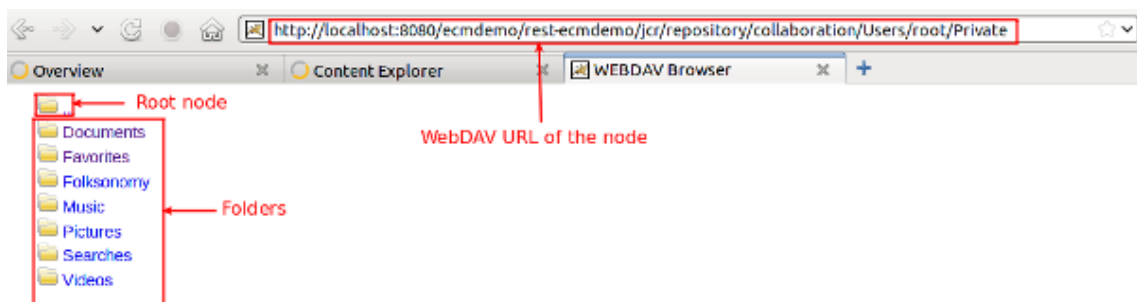 http://localhost:8080/ecmdemo/rest-ecmdemo/jcr/repository/collaboration/Users/root/Private
Overview
Content Explorer
WEBDAV Browser
..
Root node
Documents
WebDAV URL of the node
Favorites
Folksonomy
Music
Folders
Pictures
Searches
Videos